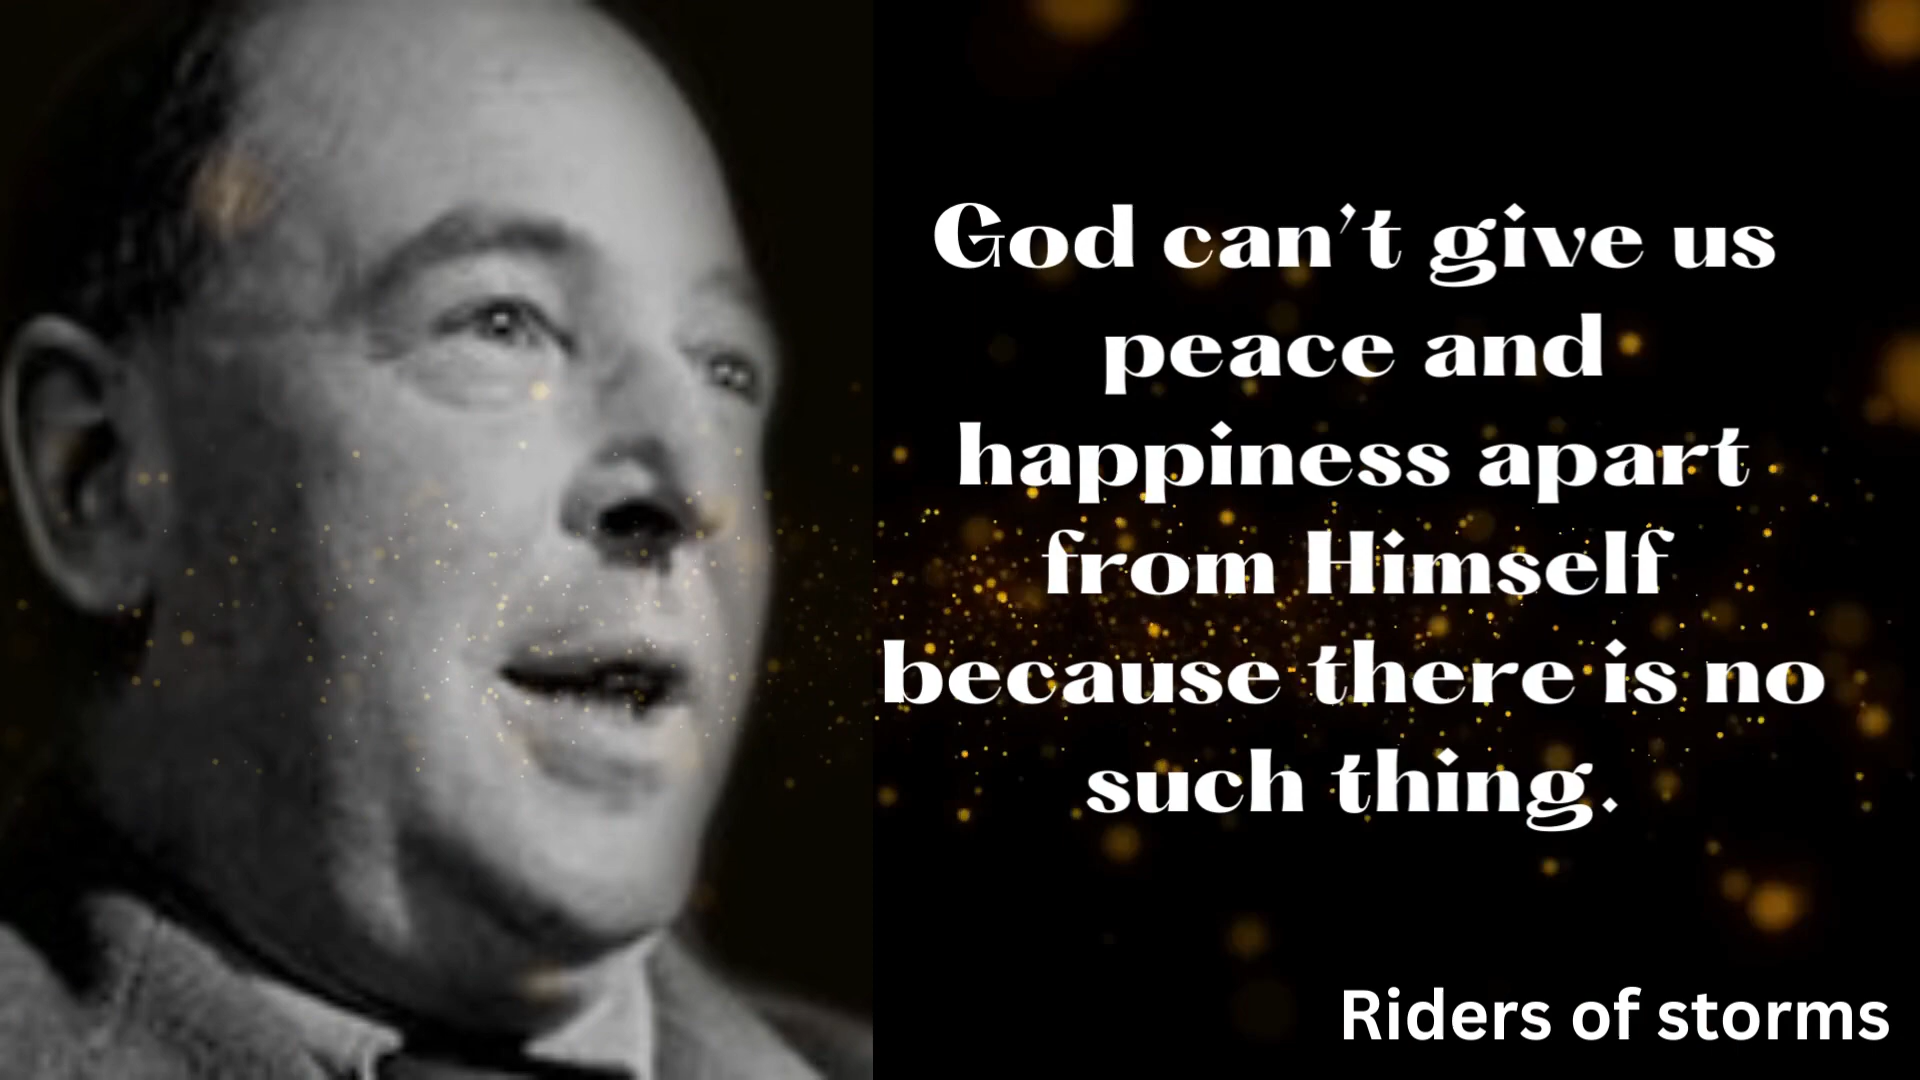 God can't give us
peace and
happiness apart
from Himself
because there is no
such thing.
Riders of storms